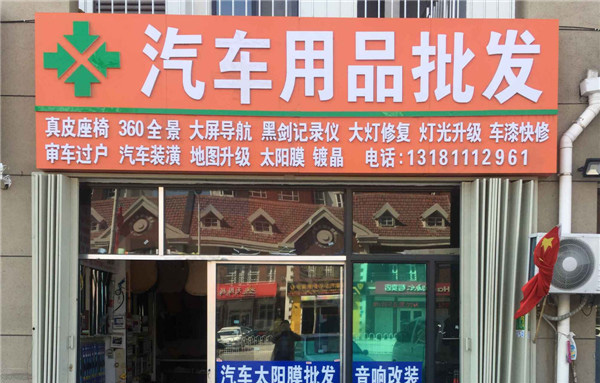 汽车用品批发
真皮座椅 360全景 大屏导航 黑剑记录仪 大灯修复 灯光升级 车漆快修
审车过户 汽车装潢 地图升级 太阳膜 镀晶 电话:13181112961
汽车太阳膜批发 音响改装